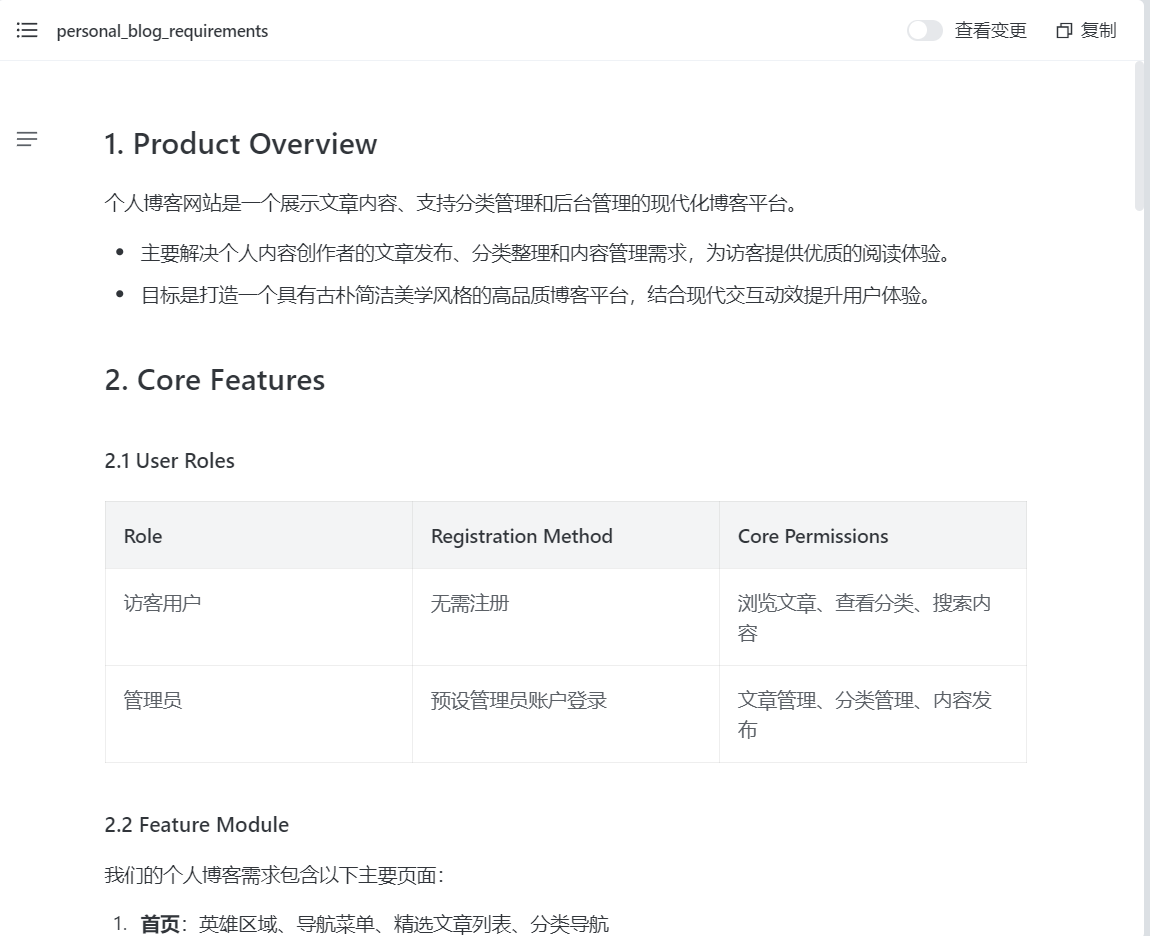 personal_blog_requirements
查看变更
复制
1. Product Overview
个人博客网站是一个展示文章内容、支持分类管理和后台管理的现代化博客平台。
• 主要解决个人内容创作者的文章发布、分类整理和内容管理需求，为访客提供优质的阅读体验。
• 目标是打造一个具有古朴简洁美学风格的高品质博客平台，结合现代交互动效提升用户体验。
2. Core Features
2.1 User Roles
Role
Registration Method
Core Permissions
访客用户
无需注册
浏览文章、查看分类、搜索内
容
管理员
预设管理员账户登录
文章管理、分类管理、内容发
布
2.2 Feature Module
我们的个人博客需求包含以下主要页面：
1. 首页：英雄区域、导航菜单、精选文章列表、分类导航